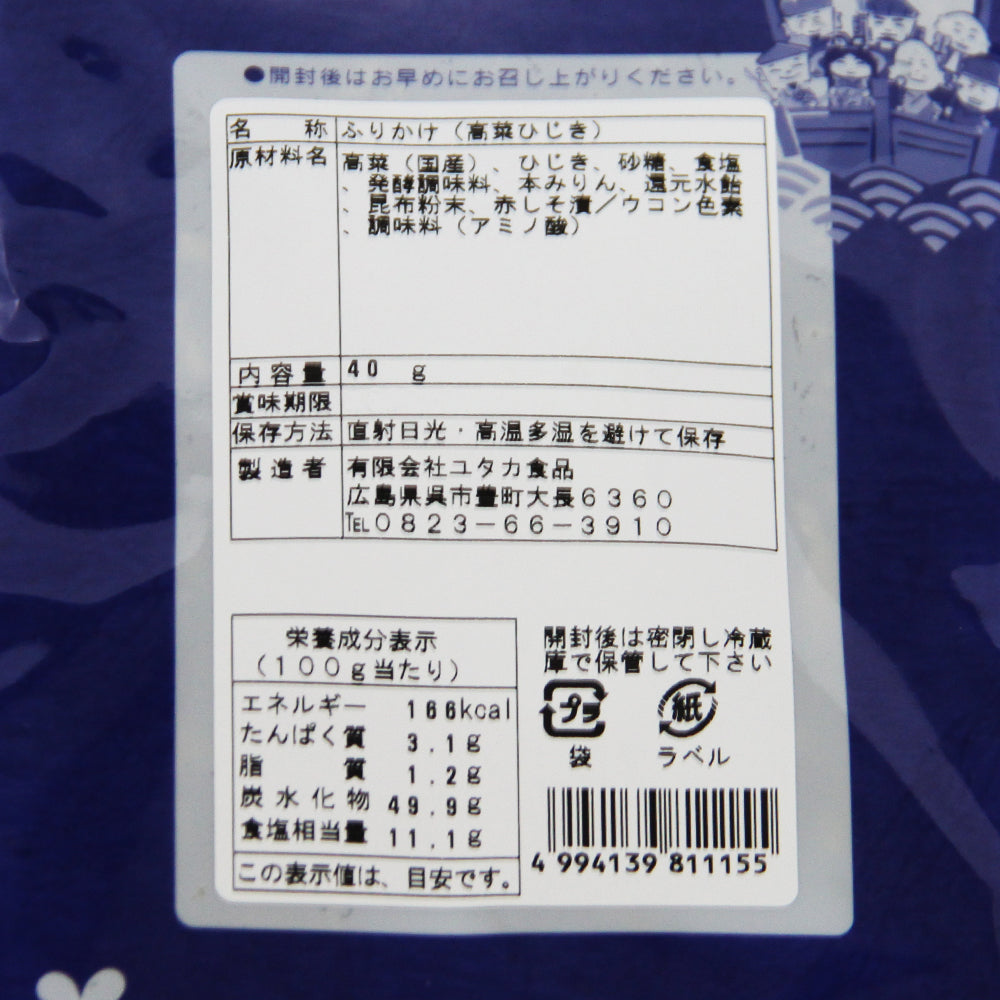 ●開封後はお早めにお召し上がりください。
名称 ふりかけ（高菜ひじき）
原材料名 高菜（国産）、ひじき、砂糖、食塩
、発酵調味料、本みりん、還元水飴
、昆布粉末、赤しそ漬／ウコン色素
、調味料（アミノ酸）
内容量 40 g
賞味期限
保存方法 直射日光・高温多湿を避けて保存
製造者 有限会社ユタカ食品
広島県呉市豊町大長6360
℡0823-66-3910
栄養成分表示
（100g当たり）
エネルギー 166kcal
たんぱく質 3.1g
脂質 1.2g
炭水化物 49.9g
食塩相当量 11.1g
この表示値は、目安です。
開封後は密閉し冷蔵
庫で保管して下さい
プラ 紙
袋 ラベル
4 994139 811155